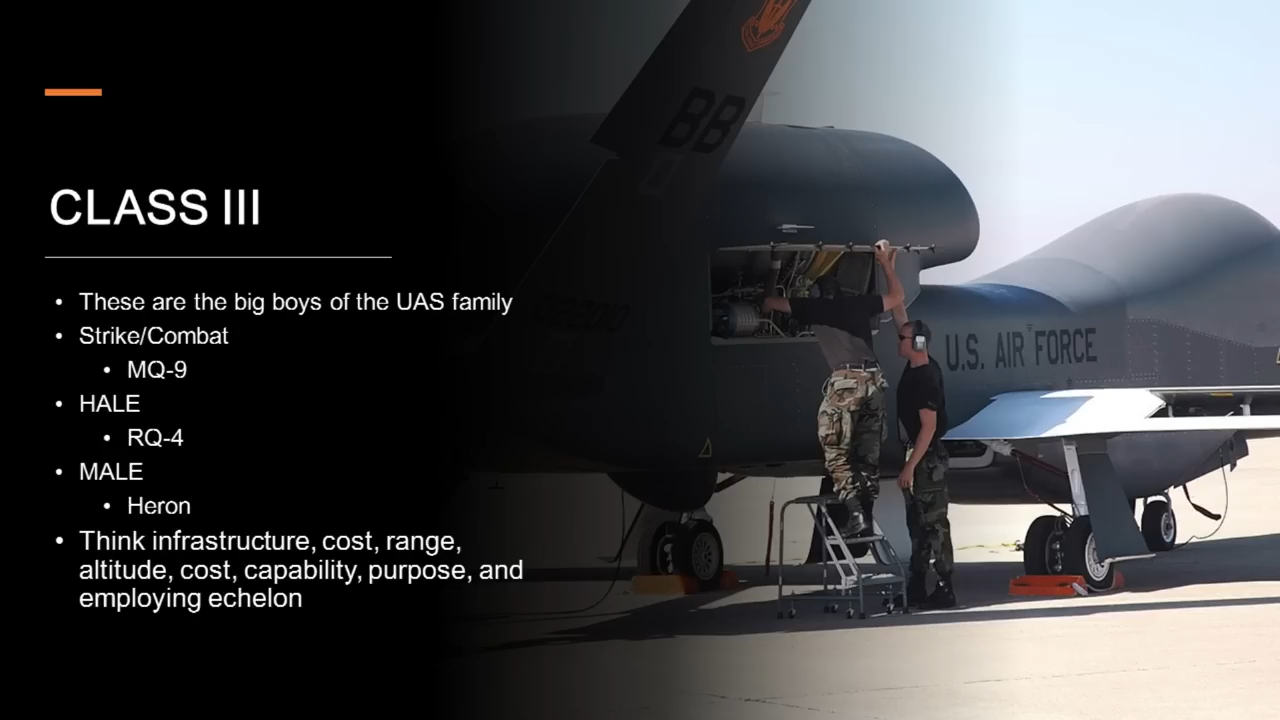 CLASS III
• These are the big boys of the UAS family
• Strike/Combat
• MQ-9
• HALE
• RQ-4
• MALE
• Heron
• Think infrastructure, cost, range,
altitude, cost, capability, purpose, and
employing echelon
BB
U.S. AIR FORCE